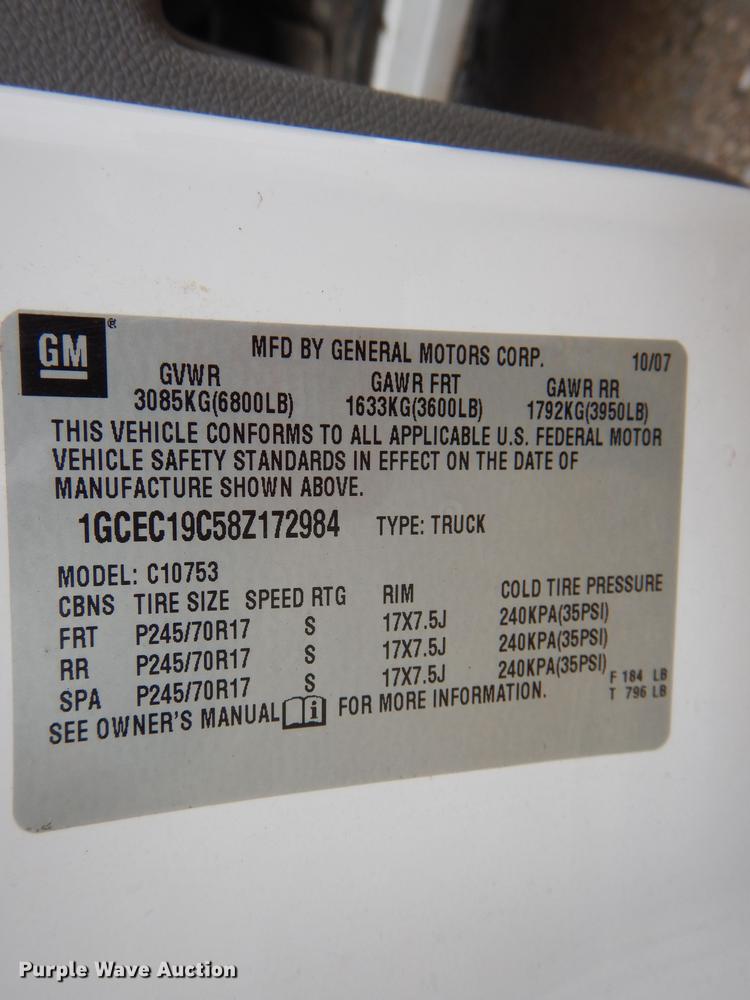 GM ® MFD BY GENERAL MOTORS CORP. 10/07
GVWR GAWR FRT GAWR RR
3085KG(6800LB) 1633KG(3600LB) 1792KG(3950LB)
THIS VEHICLE CONFORMS TO ALL APPLICABLE U.S. FEDERAL MOTOR
VEHICLE SAFETY STANDARDS IN EFFECT ON THE DATE OF
MANUFACTURE SHOWN ABOVE.
1GCEC19C58Z172984 TYPE: TRUCK
MODEL: C10753
CBNS TIRE SIZE SPEED RTG RIM COLD TIRE PRESSURE
FRT P245/70R17 S 17X7.5J 240KPA(35PSI)
RR P245/70R17 S 17X7.5J 240KPA(35PSI)
SPA P245/70R17 S 17X7.5J 240KPA(35PSI) F 184 LB
T 796 LB
SEE OWNER'S MANUAL i FOR MORE INFORMATION.
Purple Wave Auction